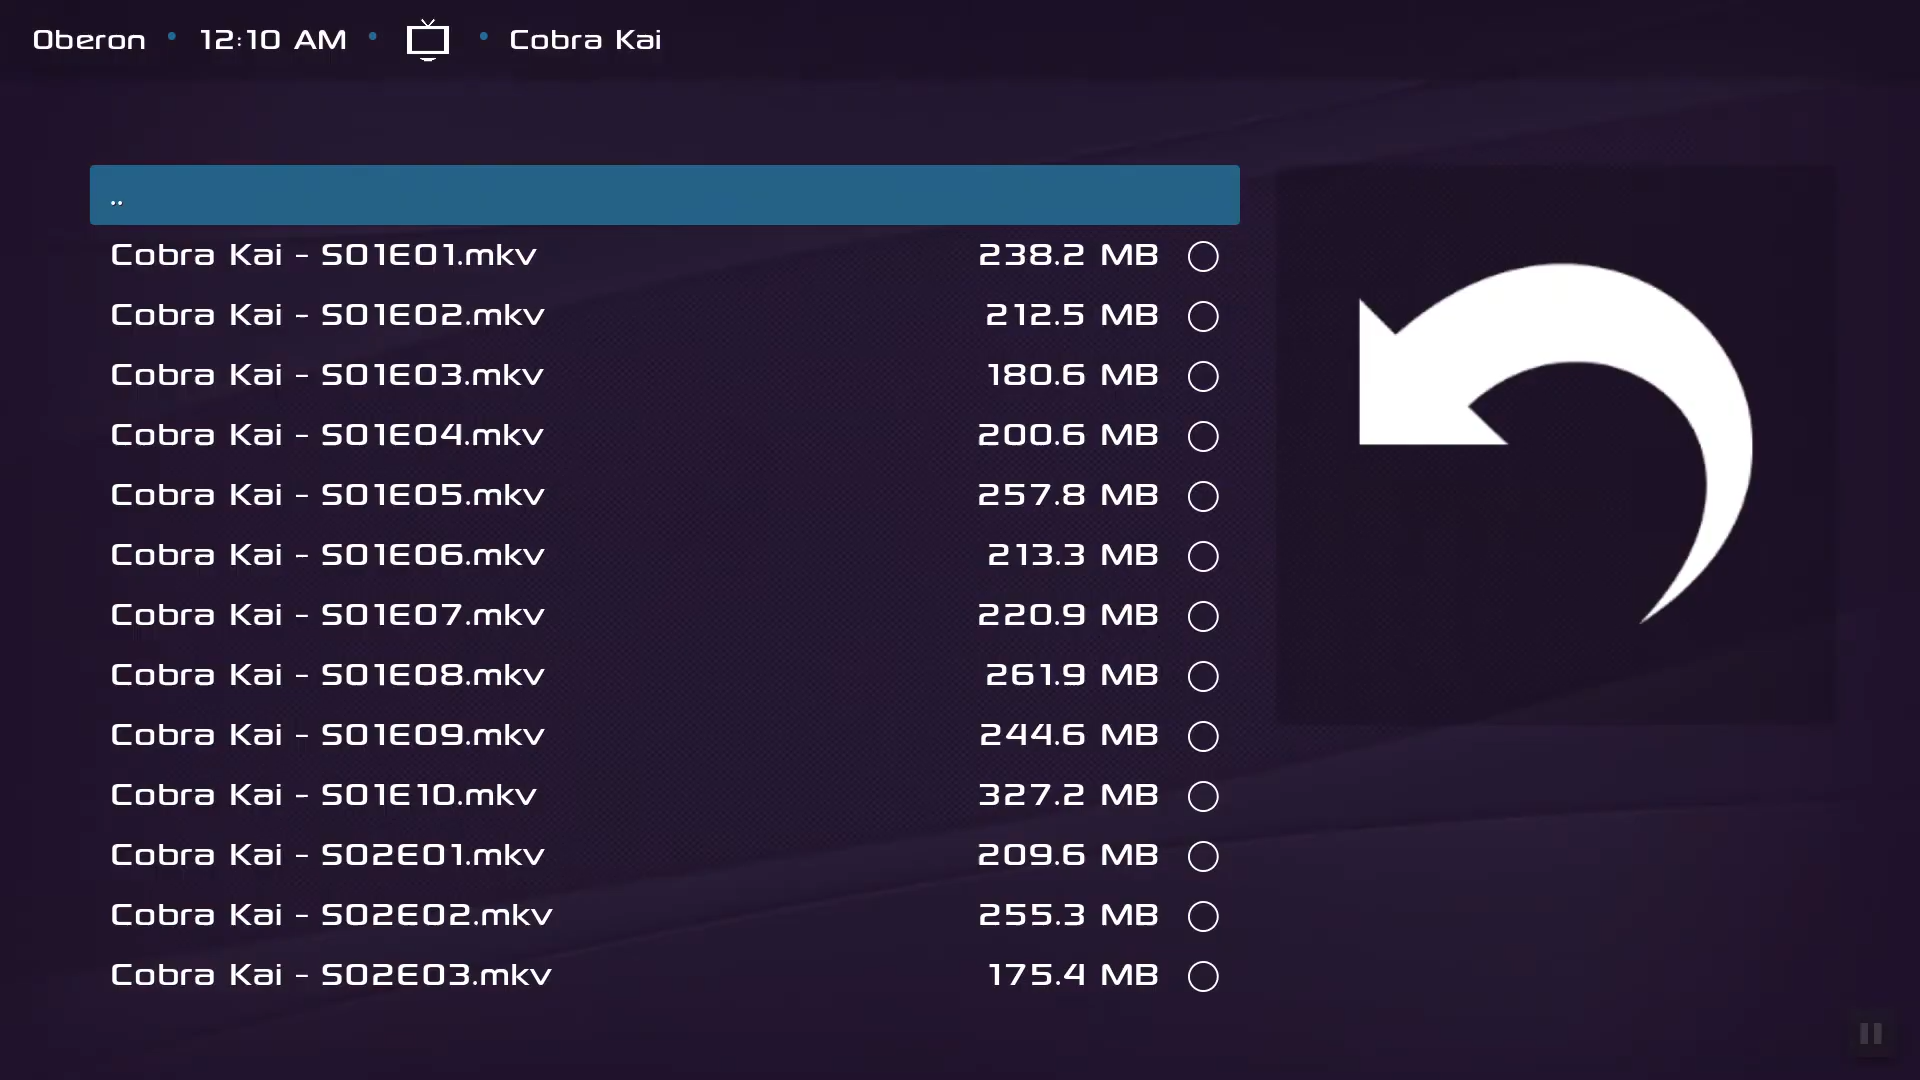 Oberon • 12:10 AM • • Cobra Kai
..
Cobra Kai - S01E01.mkv 238.2 MB
Cobra Kai - S01E02.mkv 212.5 MB
Cobra Kai - S01E03.mkv 180.6 MB
Cobra Kai - S01E04.mkv 200.6 MB
Cobra Kai - S01E05.mkv 257.8 MB
Cobra Kai - S01E06.mkv 213.3 MB
Cobra Kai - S01E07.mkv 220.9 MB
Cobra Kai - S01E08.mkv 261.9 MB
Cobra Kai - S01E09.mkv 244.6 MB
Cobra Kai - S01E10.mkv 327.2 MB
Cobra Kai - S02E01.mkv 209.6 MB
Cobra Kai - S02E02.mkv 255.3 MB
Cobra Kai - S02E03.mkv 175.4 MB